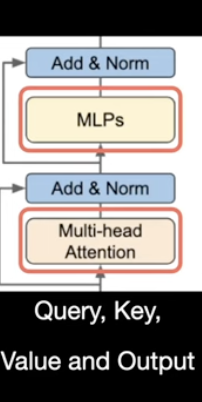 Add & Norm
MLPs
Add & Norm
Multi-head
Attention
Query, Key,
Value and Output